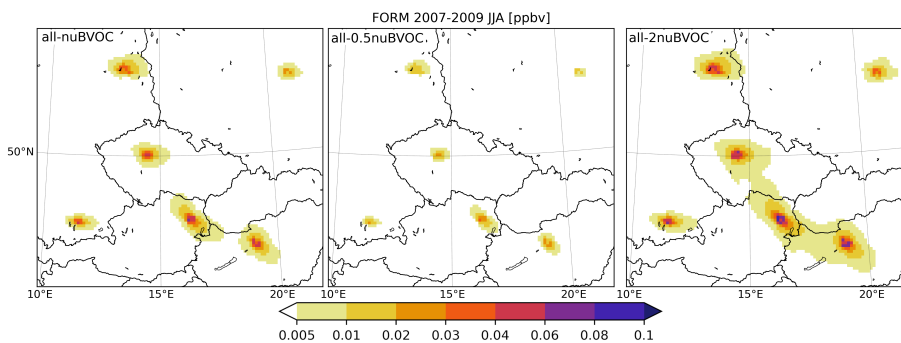 FORM 2007-2009 JJA [ppbv]
all-nuBVOC
all-0.5nuBVOC
all-2nuBVOC
50°N
10°E 15°E 20°E 10°E 15°E 20°E 10°E 15°E 20°E
0.005 0.01 0.02 0.03 0.04 0.06 0.08 0.1